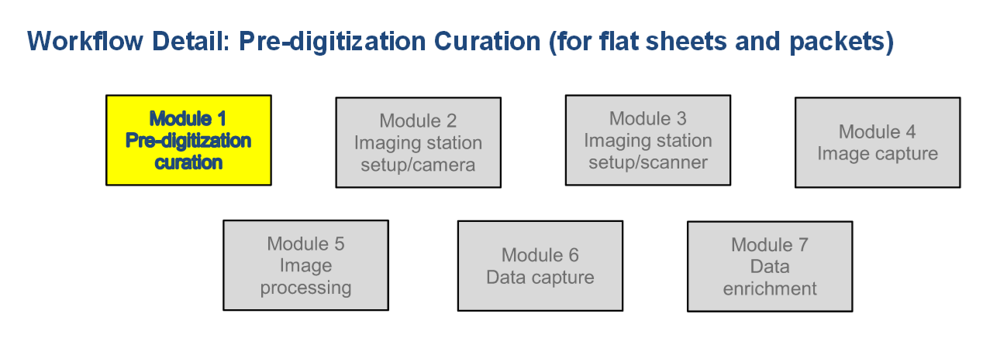 Workflow Detail: Pre-digitization Curation (for flat sheets and packets)
Module 1
Pre-digitization
curation
Module 2
Imaging station
setup/camera
Module 3
Imaging station
setup/scanner
Module 4
Image capture
Module 5
Image
processing
Module 6
Data capture
Module 7
Data
enrichment